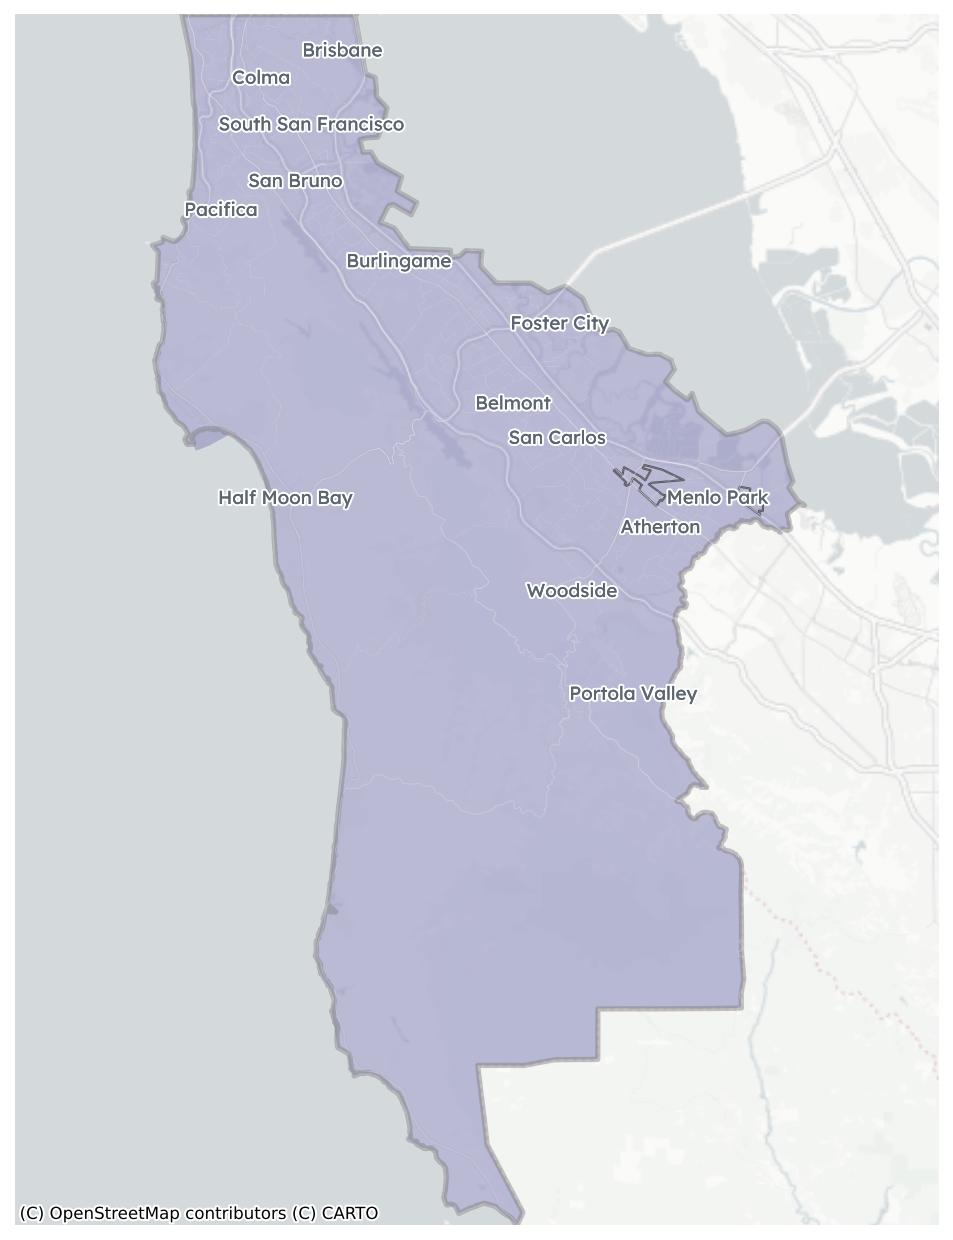 Brisbane
Colma
South San Francisco
San Bruno
Pacifica
Burlingame
Foster City
Belmont
San Carlos
Half Moon Bay
Menlo Park
Atherton
Woodside
Portola Valley
(C) OpenStreetMap contributors (C) CARTO